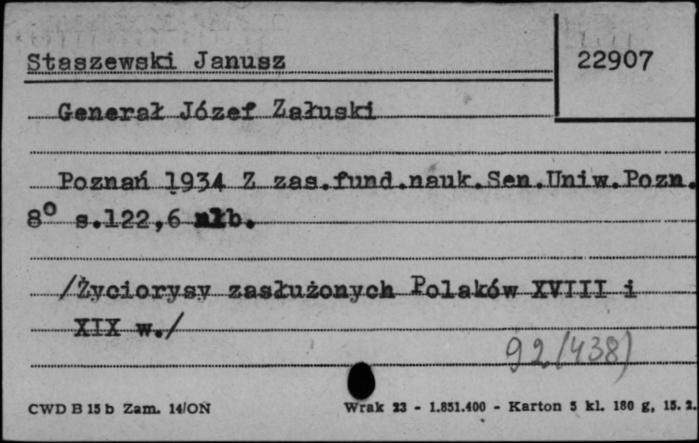 Staszewski Janusz
22907
Generał Józef Załuski
Poznań 1934 Z zas.fund.nauk.Sen.Uniw.Pozn.
8° s.122,6 nlb.
/Życiorysy zasłużonych Polaków XVIII i
XIX w./
92/438)
CWD B 15 b Zam. 14/ON
Wrak 23 - 1.851.400 - Karton 5 kl. 180 g, 15.2.